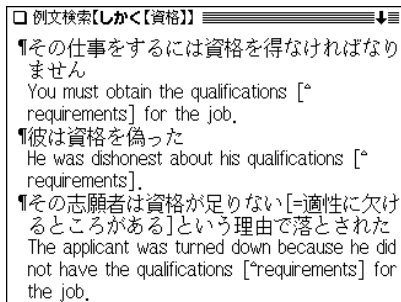 □ 例文検索【しかく【資格】】
¶その仕事をするには資格を得なければなり
ません
You must obtain the qualifications [^
requirements] for the job.
¶彼は資格を偽った
He was dishonest about his qualifications [^
requirements].
¶その志願者は資格が足りない[=適性に欠け
るところがある]という理由で落とされた
The applicant was turned down because he did
not have the qualifications [^requirements] for
the job.